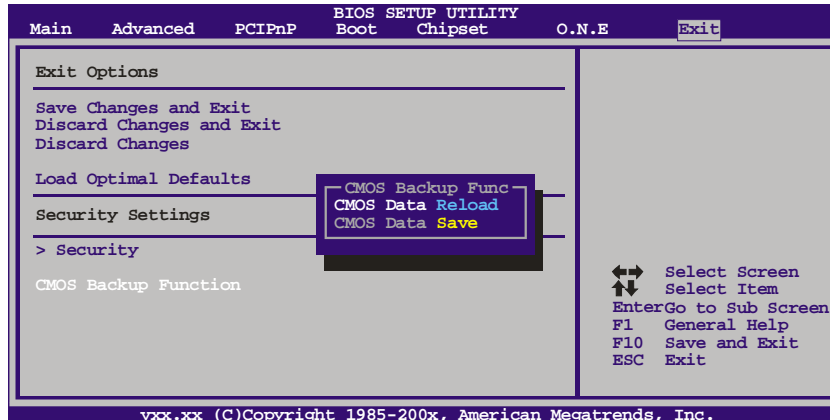 BIOS SETUP UTILITY
Main Advanced PCIPnP Boot Chipset O.N.E Exit
Exit Options
Save Changes and Exit
Discard Changes and Exit
Discard Changes
Load Optimal Defaults
Security Settings
> Security
CMOS Backup Function
CMOS Backup Func
CMOS Data Reload
CMOS Data Save
Select Screen
Select Item
EnterGo to Sub Screen
F1 General Help
F10 Save and Exit
ESC Exit
vxx.xx (C)Copyright 1985-200x, American Megatrends, Inc.